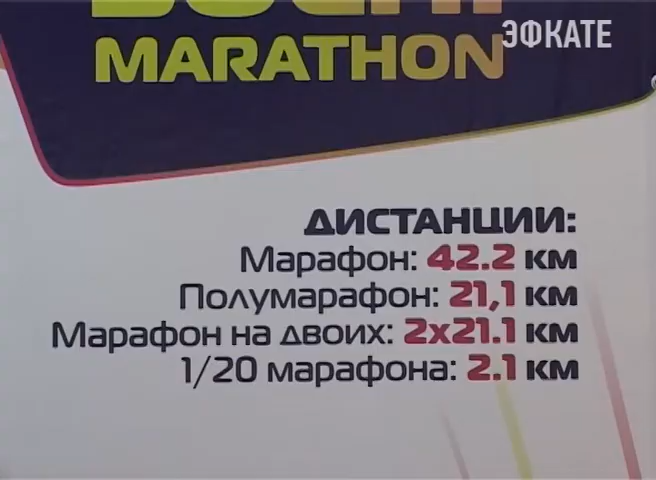 MARATHON
ЭФКАТЕ
ДИСТАНЦИИ:
Марафон: 42.2 км
Полумарафон: 21,1 км
Марафон на двоих: 2x21.1 км
1/20 марафона: 2.1 км